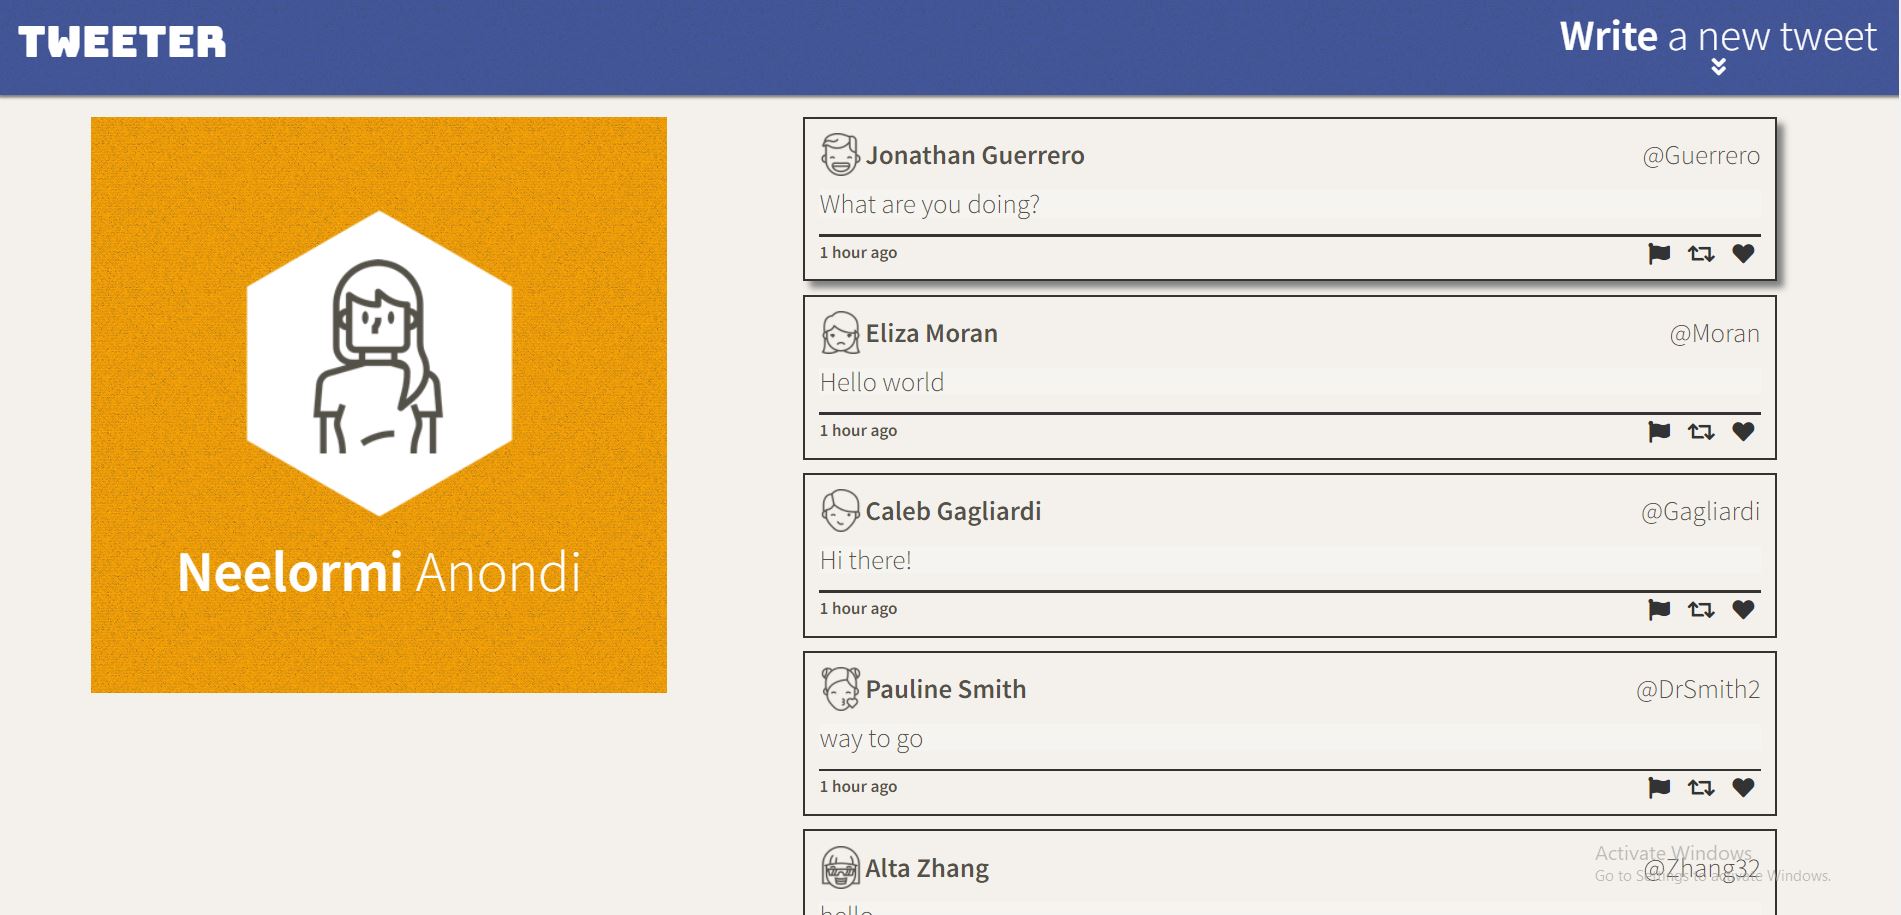 TWEETER
Write a new tweet
Neelormi Anondi
Jonathan Guerrero @Guerrero
What are you doing?
1 hour ago
Eliza Moran @Moran
Hello world
1 hour ago
Caleb Gagliardi @Gagliardi
Hi there!
1 hour ago
Pauline Smith @DrSmith2
way to go
1 hour ago
Alta Zhang @Zhang32
hello
Activate Windows
Go to Settings to activate Windows.